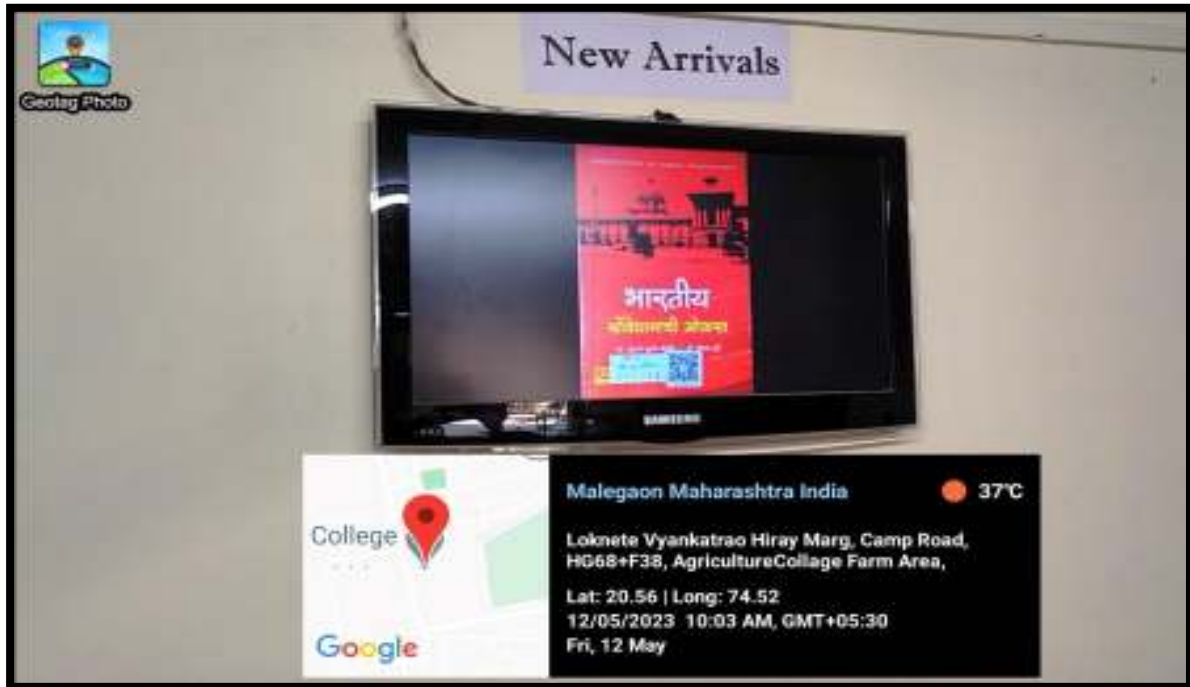 New Arrivals
Geotag Photo
भारतीय
SAMSUNG
College
Google
Malegaon Maharashtra India
37°C
Loknete Vyankatrao Hiray Marg, Camp Road,
HG68+F38, AgricultureCollage Farm Area,
Lat: 20.56 | Long: 74.52
12/05/2023 10:03 AM, GMT+05:30
Fri, 12 May